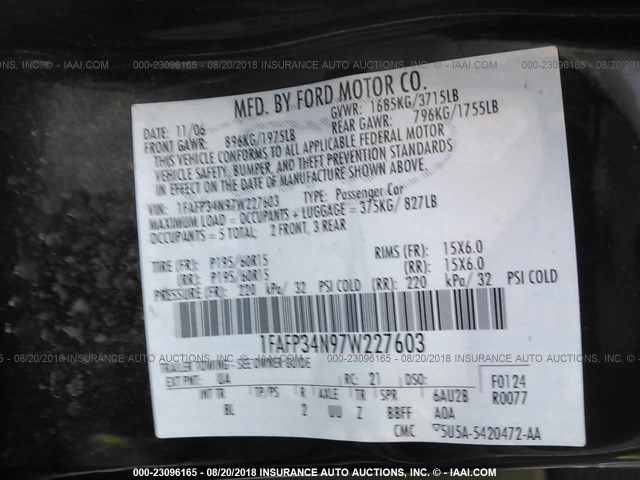 000-23096165 - 08/20/2018 INSURANCE AUTO AUCTIONS, INC. - IAAI.COM
MFD. BY FORD MOTOR CO.
DATE: 11/06 GVWR: 1685KG/3715LB
FRONT GAWR: 896KG/1975LB REAR GAWR: 796KG/1755LB
THIS VEHICLE CONFORMS TO ALL APPLICABLE FEDERAL MOTOR
VEHICLE SAFETY, BUMPER, AND THEFT PREVENTION STANDARDS
IN EFFECT ON THE DATE OF MANUFACTURE SHOWN ABOVE.
VIN: 1FAFP34N97W227603 TYPE: Passenger Car
MAXIMUM LOAD = OCCUPANTS + LUGGAGE = 375KG/ 827LB
OCCUPANTS = 5 TOTAL: 2 FRONT, 3 REAR
TIRE (FR): P195/60R15 RIMS (FR): 15X6.0
(RR): P195/60R15 (RR): 15X6.0
PRESSURE (FR): 220 kPa/ 32 PSI COLD (RR): 220 kPa/ 32 PSI COLD
1FAFP34N97W227603
TRAILER TOWING - SEE OWNER GUIDE
EXT PNT: UA RC: 21 DSO: F0124
INT TR TP/PS R AXLE TR SPR 6AU2B R0077
BL 2 UU Z BBFF A0A
CMC 5U5A-5420472-AA
000-23096165 - 08/20/2018 INSURANCE AUTO AUCTIONS, INC. - IAAI.COM